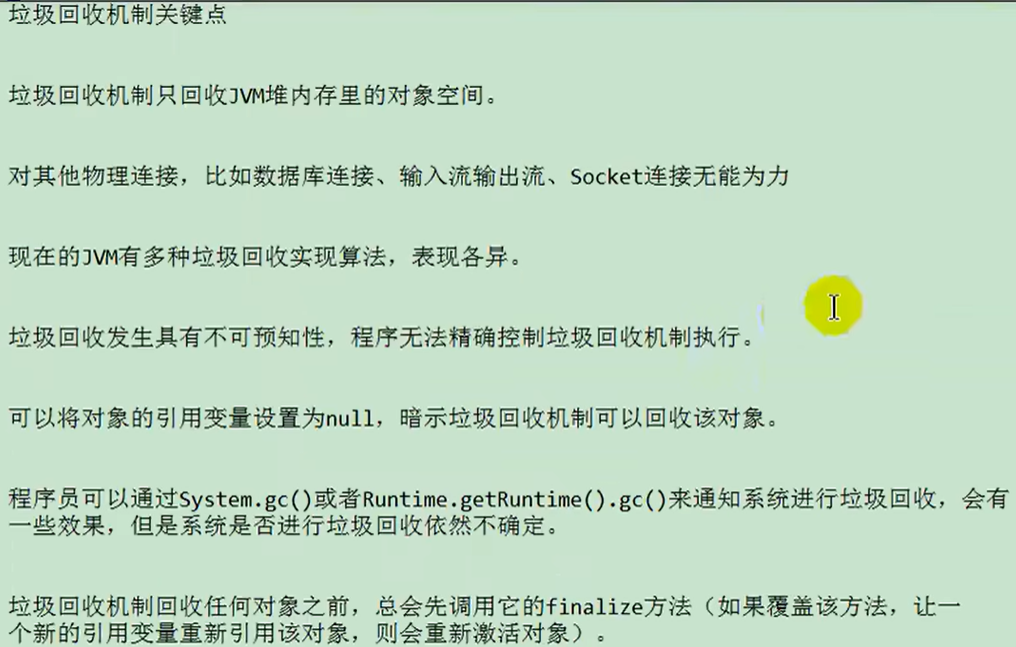 垃圾回收机制关键点
垃圾回收机制只回收JVM堆内存里的对象空间。
对其他物理连接，比如数据库连接、输入流输出流、Socket连接无能为力
现在的JVM有多种垃圾回收实现算法，表现各异。
垃圾回收发生具有不可预知性，程序无法精确控制垃圾回收机制执行。
可以将对象的引用变量设置为null，暗示垃圾回收机制可以回收该对象。
程序员可以通过System.gc()或者Runtime.getRuntime().gc()来通知系统进行垃圾回收，会有
一些效果，但是系统是否进行垃圾回收依然不确定。
垃圾回收机制回收任何对象之前，总会先调用它的finalize方法（如果覆盖该方法，让一
个新的引用变量重新引用该对象，则会重新激活对象）。